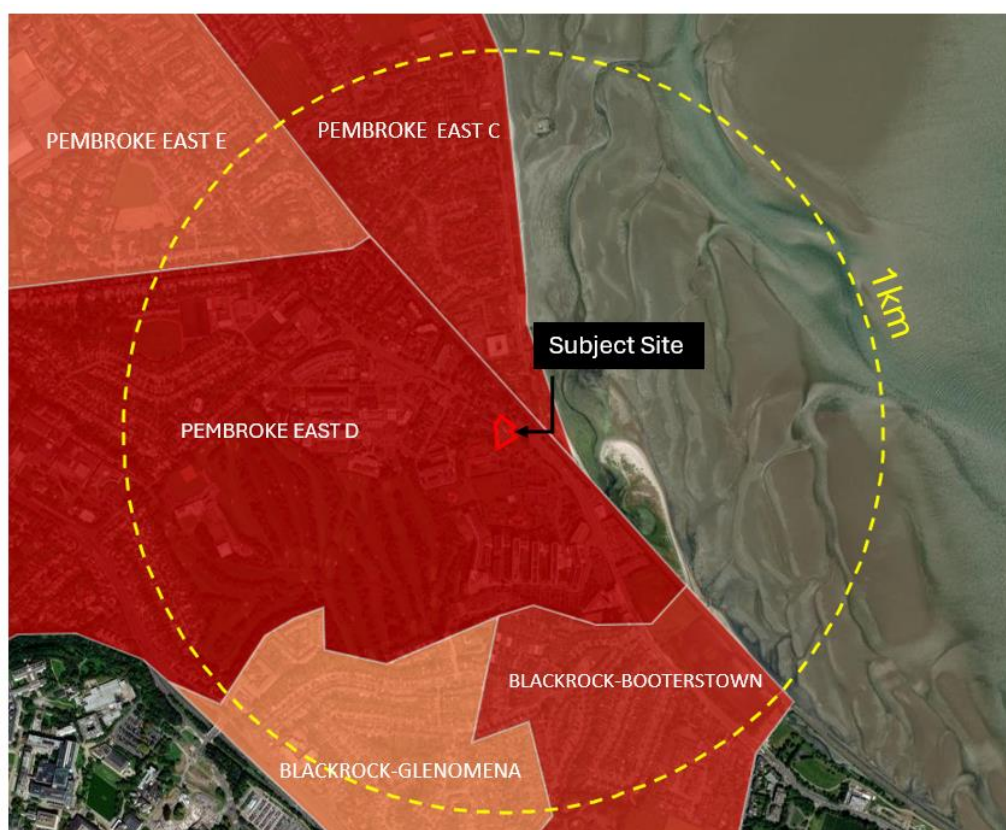 PEMBROKE EAST E
PEMBROKE EAST C
1km
Subject Site
PEMBROKE EAST D
BLACKROCK-BOOTERSTOWN
BLACKROCK-GLENOMENA